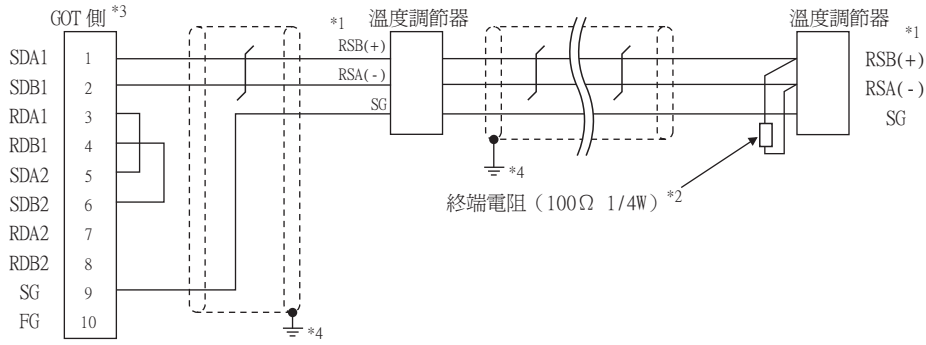 GOT 側 *3
SDA1 1
SDB1 2
RDA1 3
RDB1 4
SDA2 5
SDB2 6
RDA2 7
RDB2 8
SG 9
FG 10
*4
*1 溫度調節器
RSB(+)
RSA(-)
SG
*4
終端電阻（100Ω 1/4W）*2
溫度調節器 *1
RSB(+)
RSA(-)
SG